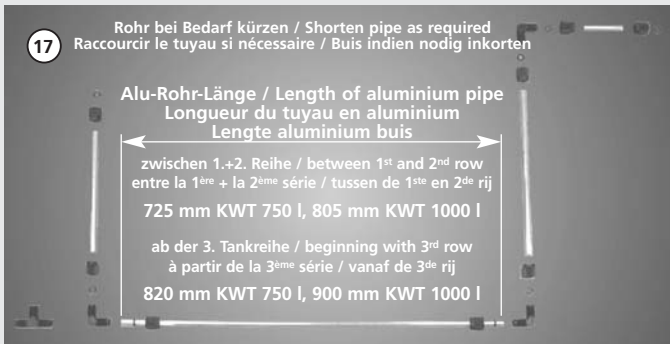 17
Rohr bei Bedarf kürzen / Shorten pipe as required
Raccourcir le tuyau si nécessaire / Buis indien nodig inkorten
Alu-Rohr-Länge / Length of aluminium pipe
Longueur du tuyau en aluminium
Lengte aluminium buis
zwischen 1.+2. Reihe / between 1st and 2nd row
entre la 1ère + la 2ème série / tussen de 1ste en 2de rij
725 mm KWT 750 l, 805 mm KWT 1000 l
ab der 3. Tankreihe / beginning with 3rd row
à partir de la 3ème série / vanaf de 3de rij
820 mm KWT 750 l, 900 mm KWT 1000 l